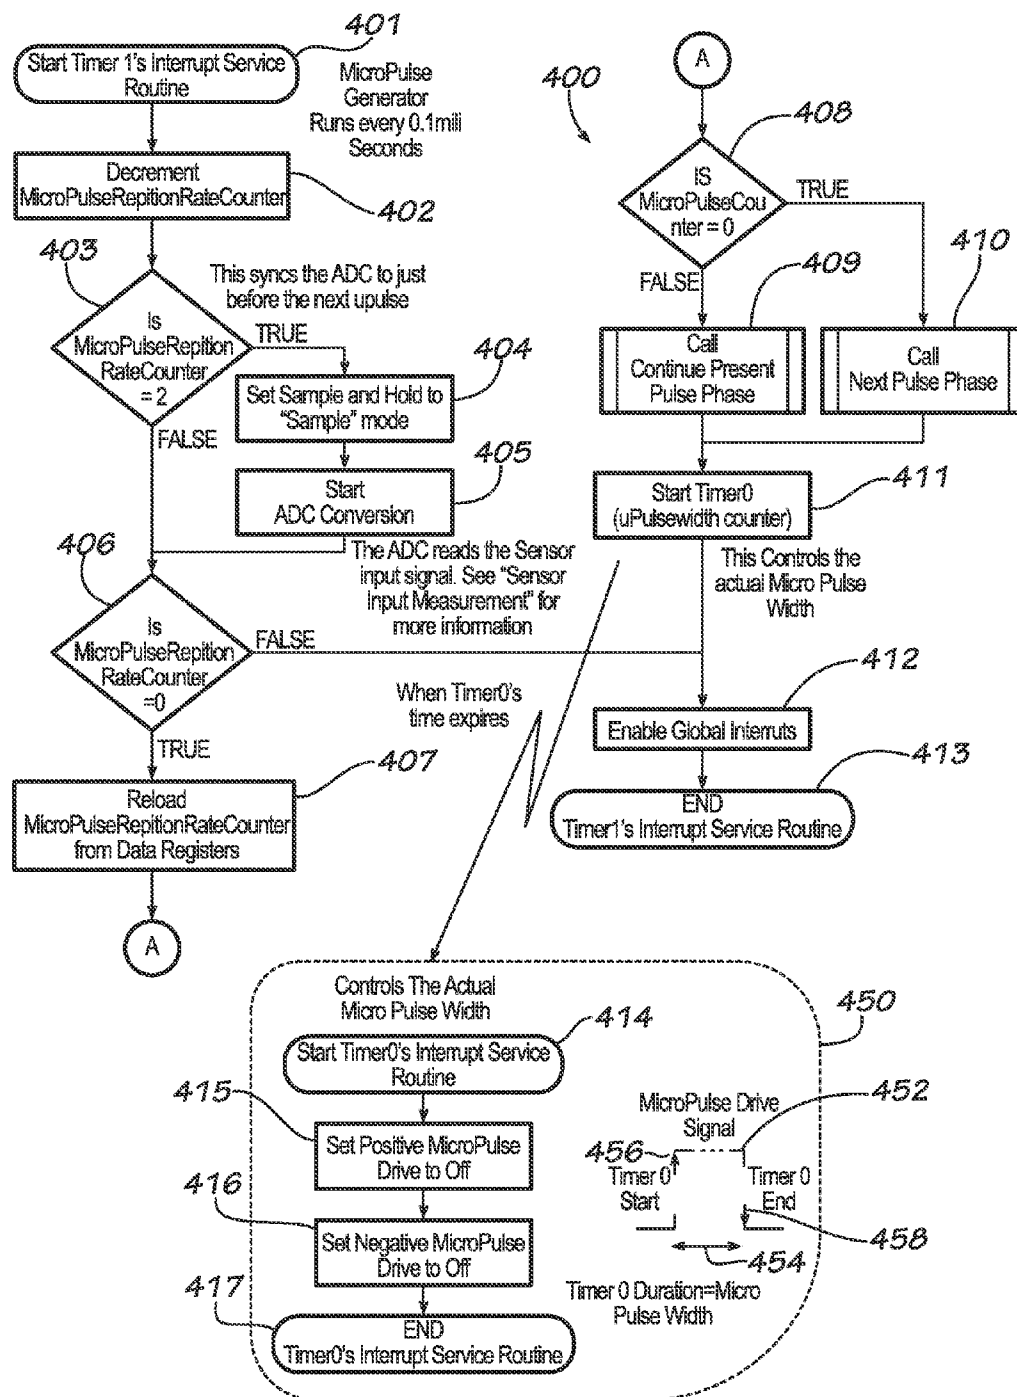 401
Start Timer 1's Interrupt Service
Routine
MicroPulse
Generator
Runs every 0.1mili
Seconds
Decrement
MicroPulseRepitionRateCounter
402
403
This syncs the ADC to just
before the next upulse
Is
MicroPulseRepition
RateCounter
= 2
TRUE
FALSE
404
Set Sample and Hold to
"Sample" mode
405
Start
ADC Conversion
The ADC reads the Sensor
input signal. See "Sensor
Input Measurement" for
more information
406
Is
MicroPulseRepition
RateCounter
=0
FALSE
TRUE
407
Reload
MicroPulseRepitionRateCounter
from Data Registers
A
A
400
408
IS
MicroPulseCou
nter = 0
TRUE
FALSE
409
410
Call
Continue Present
Pulse Phase
Call
Next Pulse Phase
411
Start Timer0
(uPulsewidth counter)
This Controls the
actual Micro Pulse
Width
412
Enable Global Interruts
413
END
Timer1's Interrupt Service Routine
When Timer0's
time expires
450
Controls The Actual
Micro Pulse Width
414
Start Timer0's Interrupt Service
Routine
415
Set Positive MicroPulse
Drive to Off
416
Set Negative MicroPulse
Drive to Off
417
END
Timer0's Interrupt Service Routine
MicroPulse Drive
Signal
452
456
Timer 0
Start
Timer 0
End
458
454
Timer 0 Duration=Micro
Pulse Width